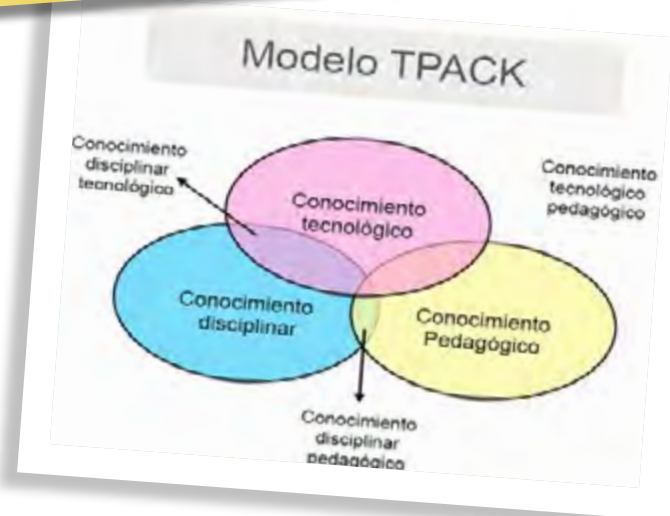 Modelo TPACK
Conocimiento
disciplinar
tecnológico
Conocimiento
tecnológico
Conocimiento
tecnológico
pedagógico
Conocimiento
disciplinar
Conocimiento
Pedagógico
Conocimiento
disciplinar
pedagógico